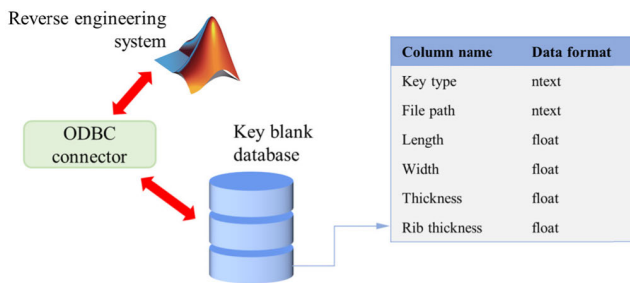 Reverse engineering
system
ODBC
connector
Key blank
database
Column name Data format
Key type ntext
File path ntext
Length float
Width float
Thickness float
Rib thickness float